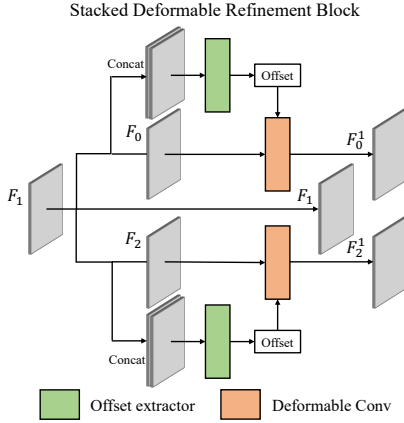 Stacked Deformable Refinement Block
Concat
Offset
F₀
F₀¹
F₁
F₁
F₂
F₂¹
Concat
Offset
Offset extractor
Deformable Conv